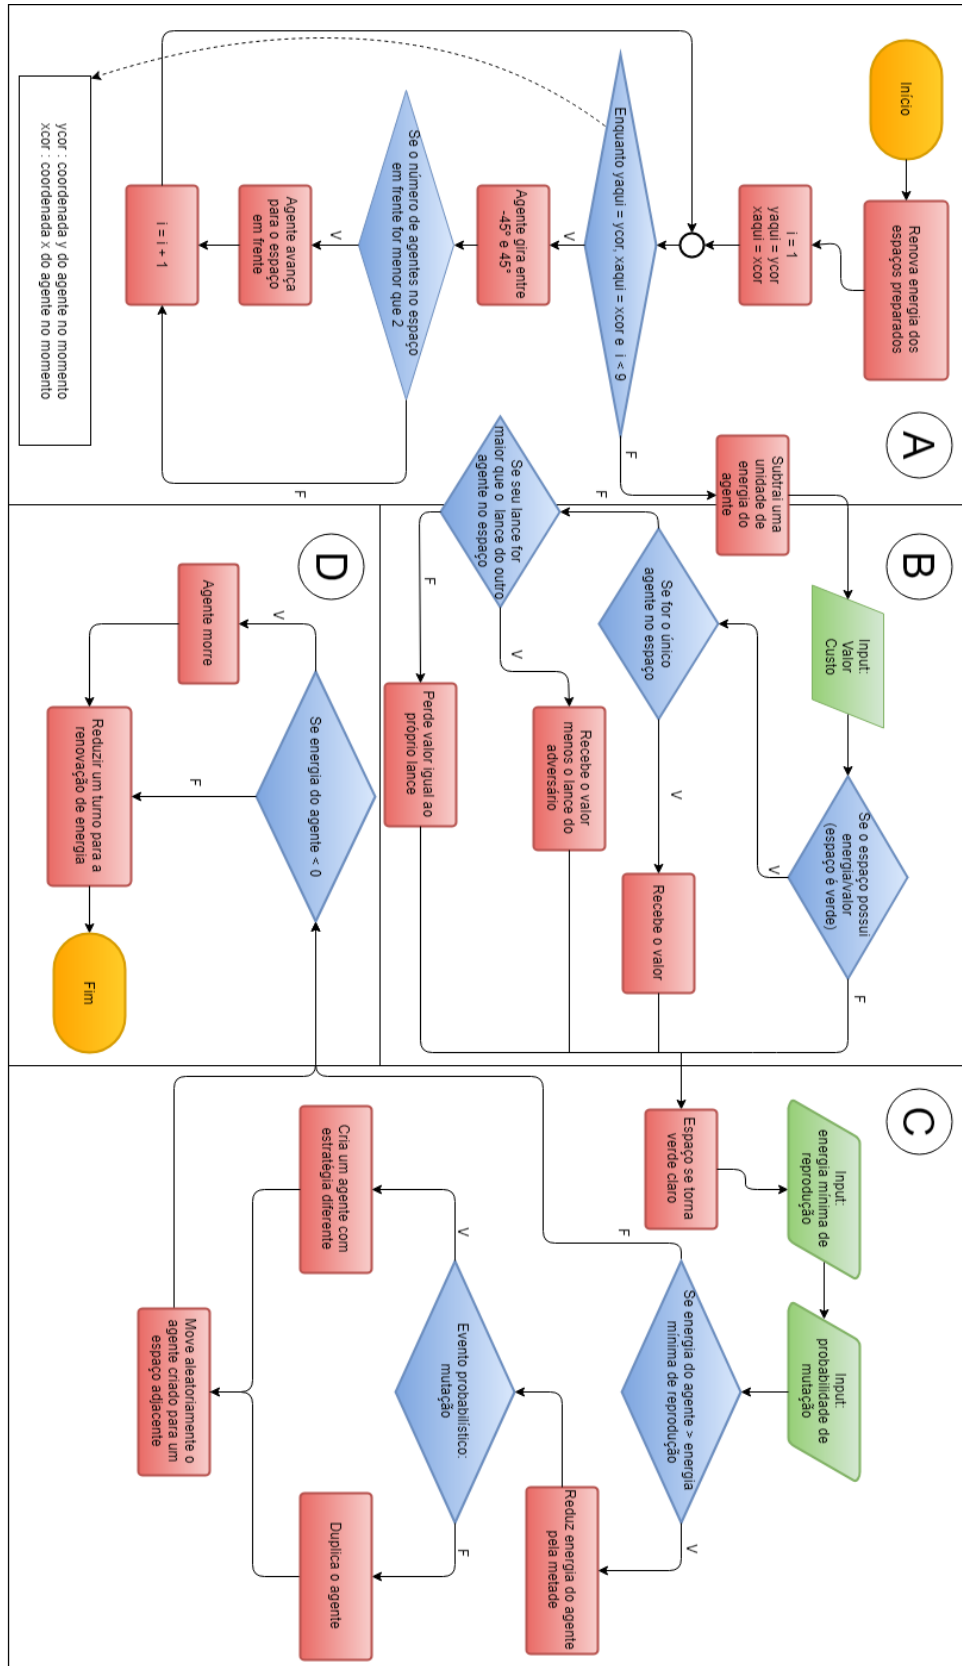 A
Início
Renova energia dos
espaços preparados
i = 1
yaqui = ycor
xaqui = xcor
Enquanto yaqui = ycor, xaqui = xcor e i < 9
V
F
Agente gira entre
-45º e 45°
Se o número de agentes no espaço
em frente for menor que 2
V
F
Agente avança
para o espaço
em frente
i = i + 1
ycor : coordenada y do agente no momento
xcor : coordenada x do agente no momento
Subtrai uma
unidade de
energia do
agente
B
Input:
Valor
Custo
Se o espaço possui
energia/valor
(espaço é verde)
V
F
Se for o único
agente no espaço
V
F
Recebe o valor
Se seu lance for
maior que o lance do outro
agente no espaço
V
F
Recebe o valor
menos o lance do
adversário
Perde valor igual ao
próprio lance
C
Espaço se torna
verde claro
Input:
energia mínima de
reprodução
Input:
probabilidade de
mutação
Se energia do agente > energia
mínima de reprodução
F
V
Reduz energia do agente
pela metade
Evento probabilístico:
mutação
V
F
Cria um agente com
estratégia diferente
Duplica o agente
Move aleatoriamente o
agente criado para um
espaço adjacente
D
Se energia do agente < 0
V
F
Agente morre
Reduzir um turno para a
renovação de energia
Fim